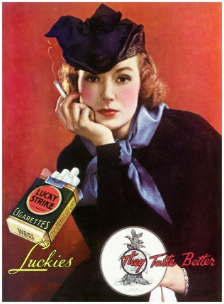 LUCKY
STRIKE
CIGARETTES
Luckies
They Taste Better